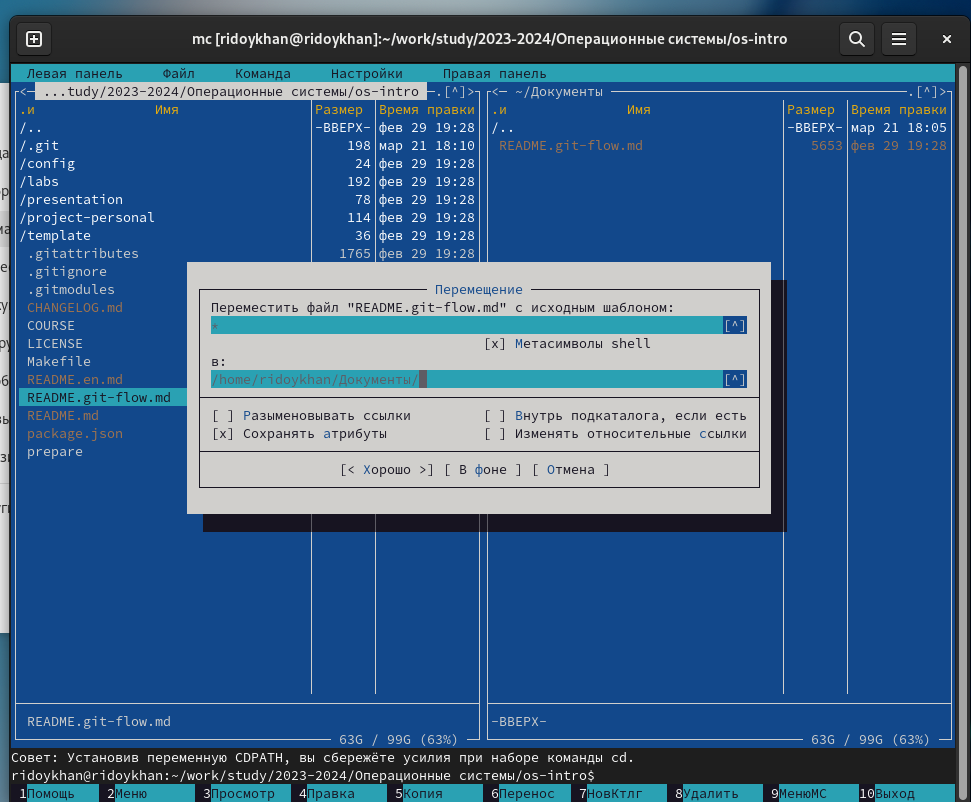 mc [ridoykhan@ridoykhan]:~/work/study/2023-2024/Операционные системы/os-intro
Левая панель Файл Команда Настройки Правая панель
<─ ...tudy/2023-2024/Операционные системы/os-intro ─.[^]> <─ ~/Документы ─.[^]>
.и Имя Размер Время правки .и Имя Размер Время правки
/.. -ВВЕРХ- фев 29 19:28 /.. -ВВЕРХ- мар 21 18:05
/.git 198 мар 21 18:10 README.git-flow.md 5653 фев 29 19:28
/config 24 фев 29 19:28
/labs 192 фев 29 19:28
/presentation 78 фев 29 19:28
/project-personal 114 фев 29 19:28
/template 36 фев 29 19:28
.gitattributes 1765 фев 29 19:28
.gitignore
.gitmodules
CHANGELOG.md
COURSE
LICENSE
Makefile
README.en.md
README.git-flow.md
README.md
package.json
prepare
Перемещение
Переместить файл "README.git-flow.md" с исходным шаблоном:
* [^]
[x] Метасимволы shell
в:
/home/ridoykhan/Документы/ [^]
[ ] Разыменовывать ссылки [ ] Внутрь подкаталога, если есть
[x] Сохранять атрибуты [ ] Изменять относительные ссылки
[< Хорошо >] [ В фоне ] [ Отмена ]
README.git-flow.md -ВВЕРХ-
63G / 99G (63%) 63G / 99G (63%)
Совет: Установив переменную CDPATH, вы сбережёте усилия при наборе команды cd.
ridoykhan@ridoykhan:~/work/study/2023-2024/Операционные системы/os-intro$
1Помощь 2Меню 3Просмотр 4Правка 5Копия 6Перенос 7НовКтлг 8Удалить 9МенюМС 10Выход